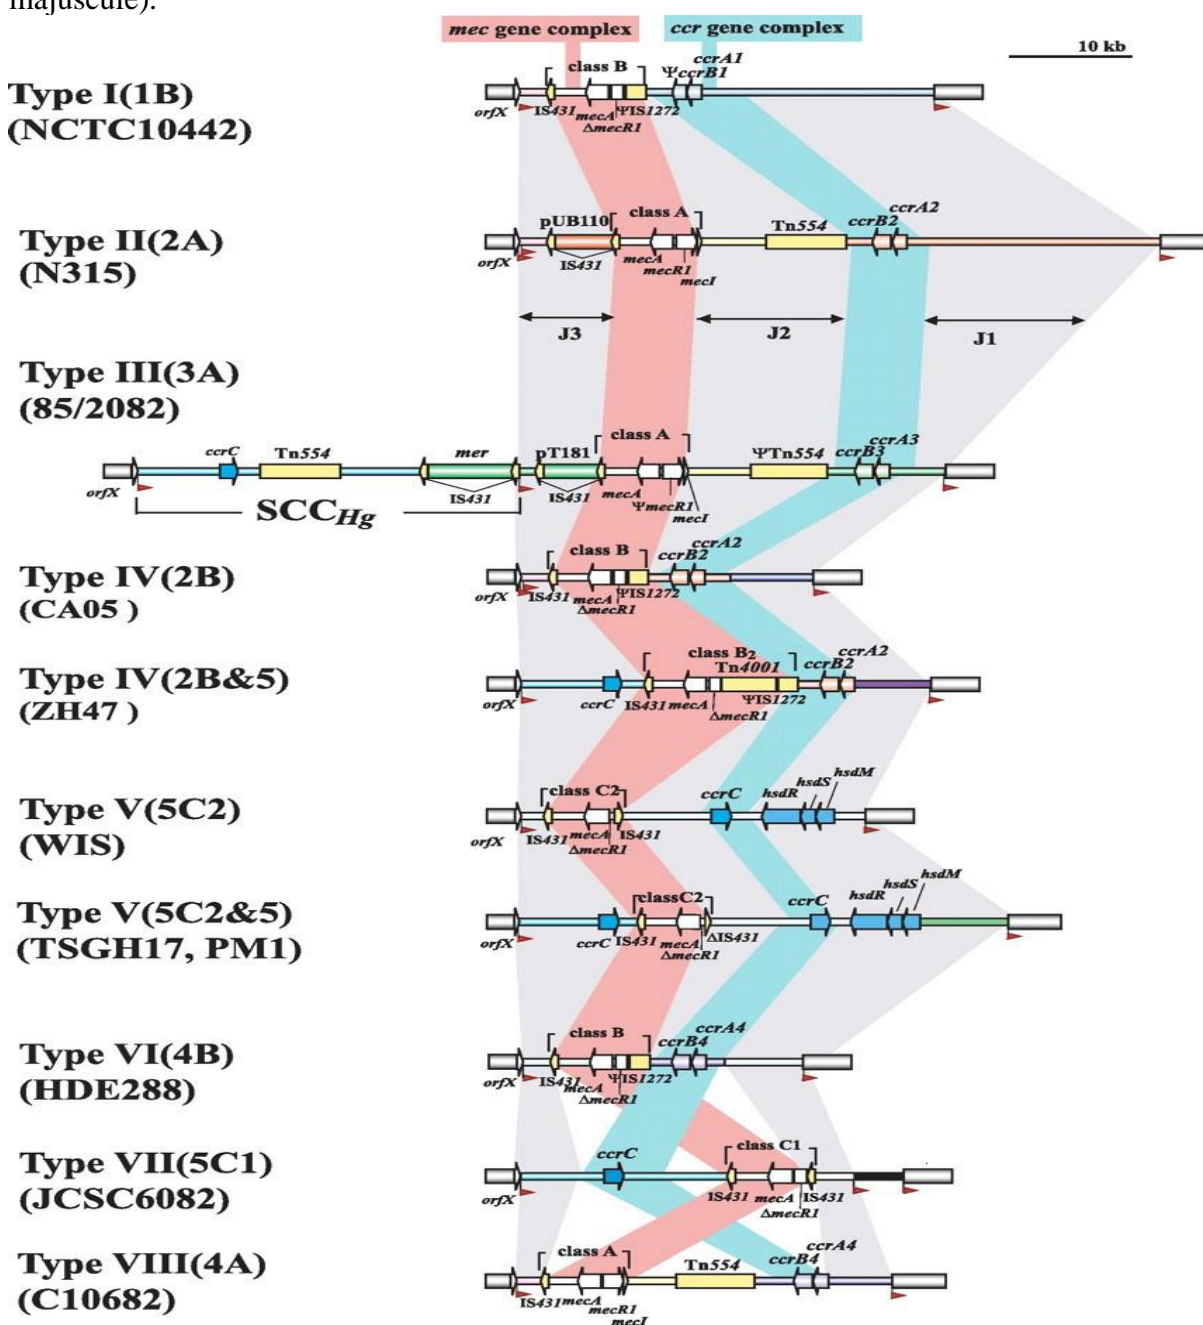 majuscule).
mec gene complex ccr gene complex
10 kb
Type I(1B)
(NCTC10442)
class B ΨccrB1 ccrA1
orfX IS431 mecA ΨIS1272
ΔmecR1
Type II(2A)
(N315)
pUB110 class A Tn554 ccrB2 ccrA2
orfX IS431 mecA mecR1 mecI
J3 J2 J1
Type III(3A)
(85/2082)
ccrC Tn554 mer pT181 class A ΨTn554 ccrB3 ccrA3
orfX IS431 IS431 mecA ΨmecR1 mecI
SCCHg
Type IV(2B)
(CA05 )
class B ccrB2 ccrA2
orfX IS431 mecA ΨIS1272
ΔmecR1
Type IV(2B&5)
(ZH47 )
class B2 Tn4001 ccrB2 ccrA2
orfX ccrC IS431 mecA ΨIS1272
ΔmecR1
Type V(5C2)
(WIS)
class C2 ccrC hsdR hsdS hsdM
orfX IS431 mecA IS431
ΔmecR1
Type V(5C2&5)
(TSGH17, PM1)
classC2 ccrC hsdR hsdS hsdM
orfX ccrC IS431 mecA ΔIS431
ΔmecR1
Type VI(4B)
(HDE288)
class B ccrB4 ccrA4
orfX IS431 mecA ΨIS1272
ΔmecR1
Type VII(5C1)
(JCSC6082)
ccrC class C1
orfX IS431 mecA IS431
ΔmecR1
Type VIII(4A)
(C10682)
class A Tn554 ccrB4 ccrA4
orfX IS431 mecA
mecR1
mecI